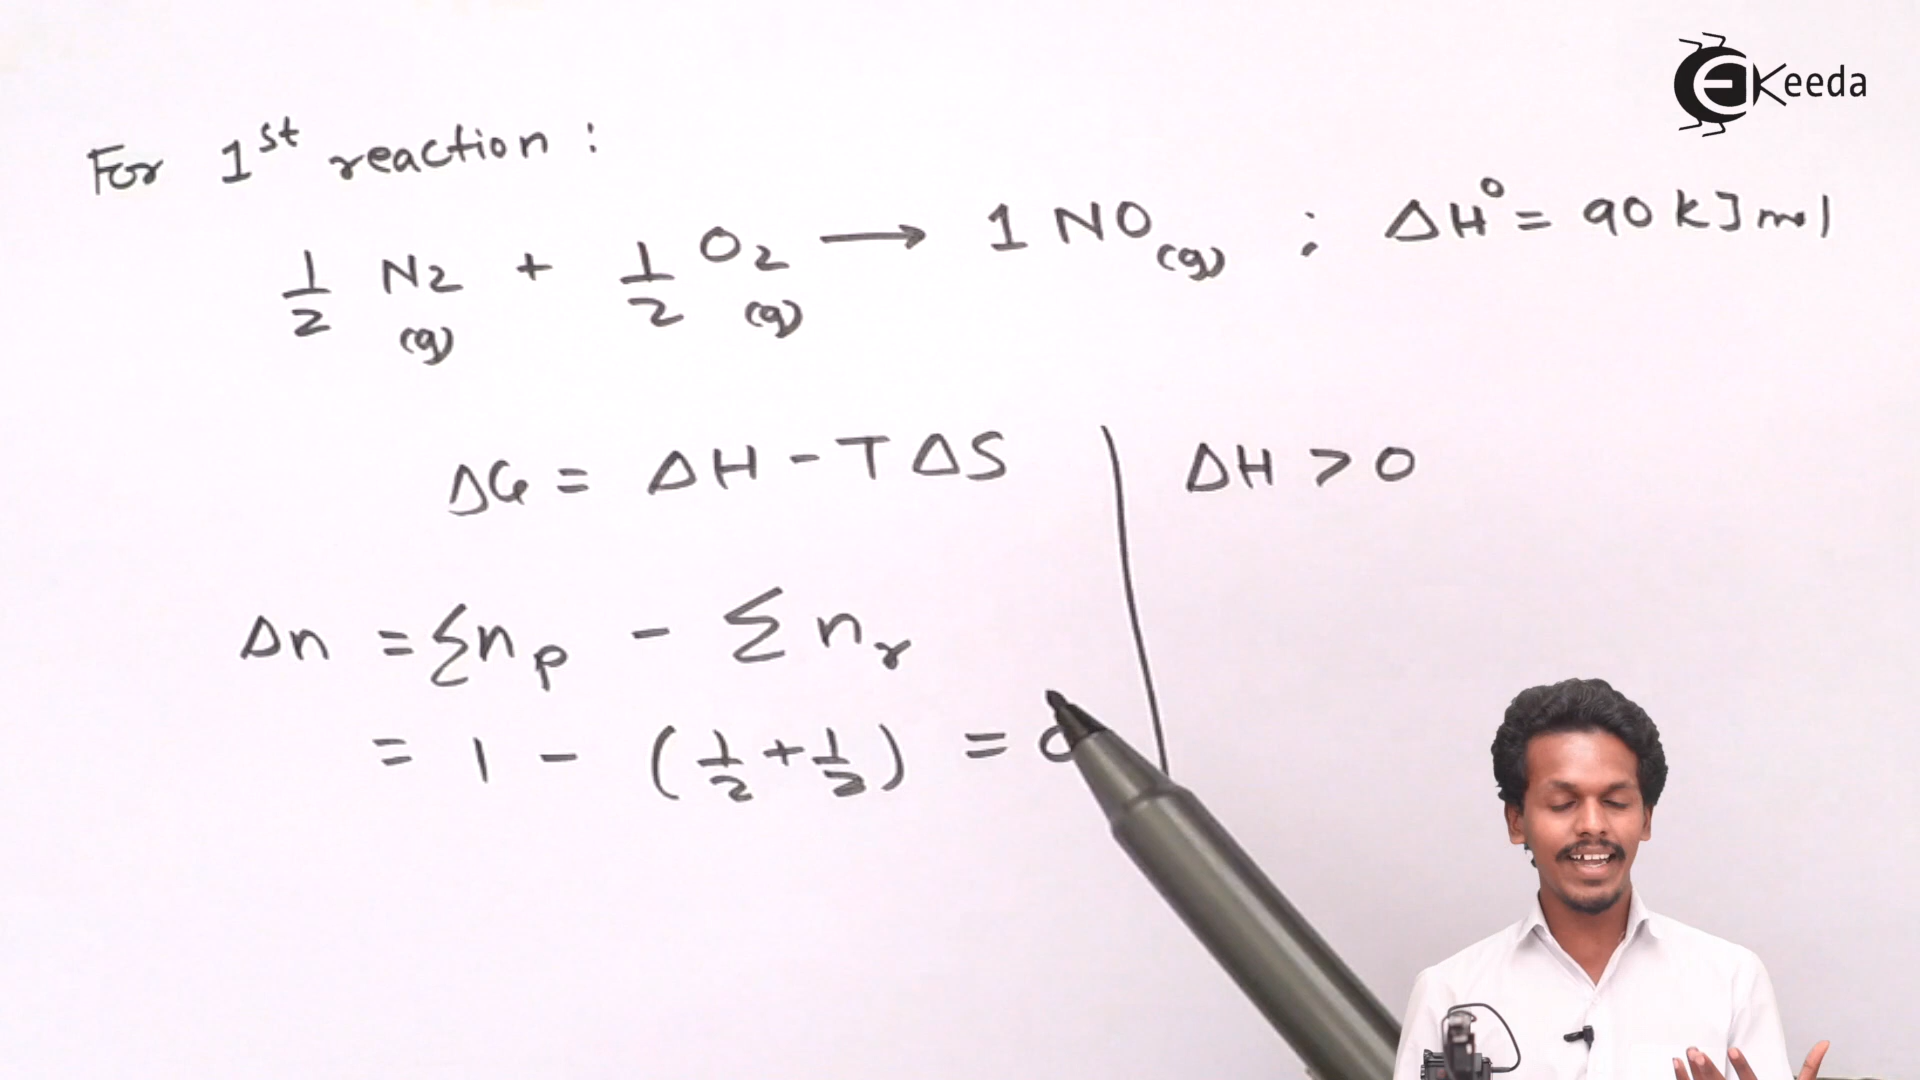 EKeeda
For 1st reaction :
1/2 N2 (g) + 1/2 O2 (g) ⟶ 1 NO (g) ; ΔH° = 90 kJ mol
ΔG = ΔH - TΔS | ΔH > 0
Δn = Σnp - Σnr
= 1 - (1/2 + 1/2) = 0